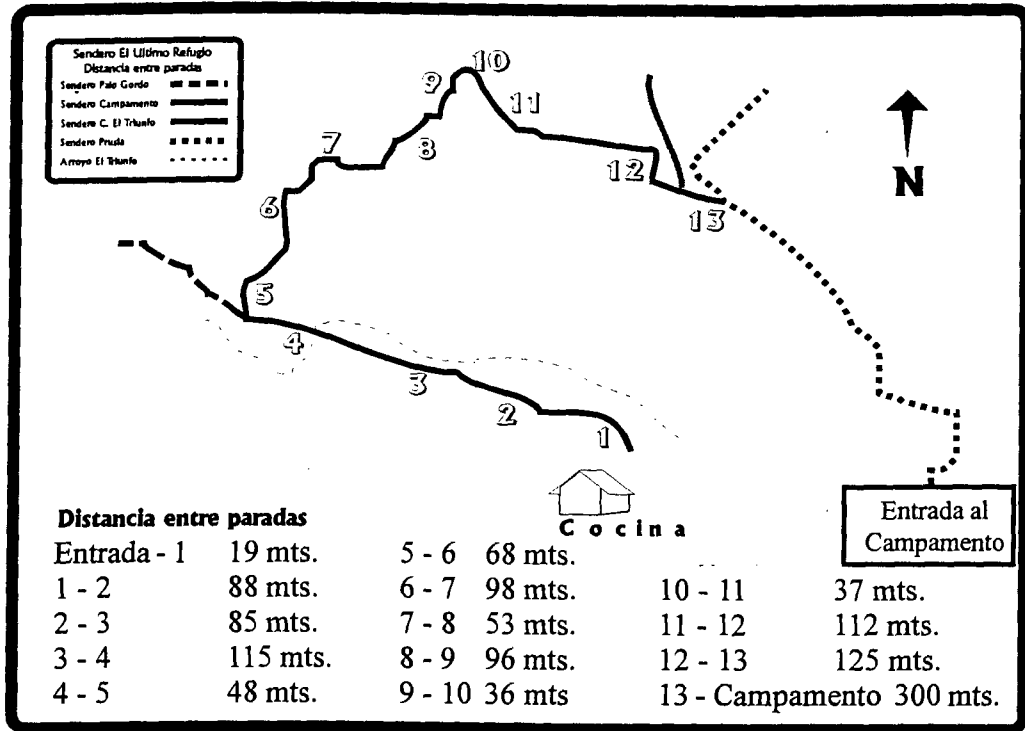 Sendero El Ultimo Refugio
Distancia entre paradas
Sendero Palo Gordo
Sendero Campamento
Sendero C. El Triunfo
Sendero Prusia
Arroyo El Triunfo
10
9
11
7
8
12
N
6
13
5
4
3
2
1
Cocina
Entrada al
Campamento
Distancia entre paradas
Entrada - 1 19 mts.
1 - 2 88 mts.
2 - 3 85 mts.
3 - 4 115 mts.
4 - 5 48 mts.
5 - 6 68 mts.
6 - 7 98 mts.
7 - 8 53 mts.
8 - 9 96 mts.
9 - 10 36 mts
10 - 11 37 mts.
11 - 12 112 mts.
12 - 13 125 mts.
13 - Campamento 300 mts.